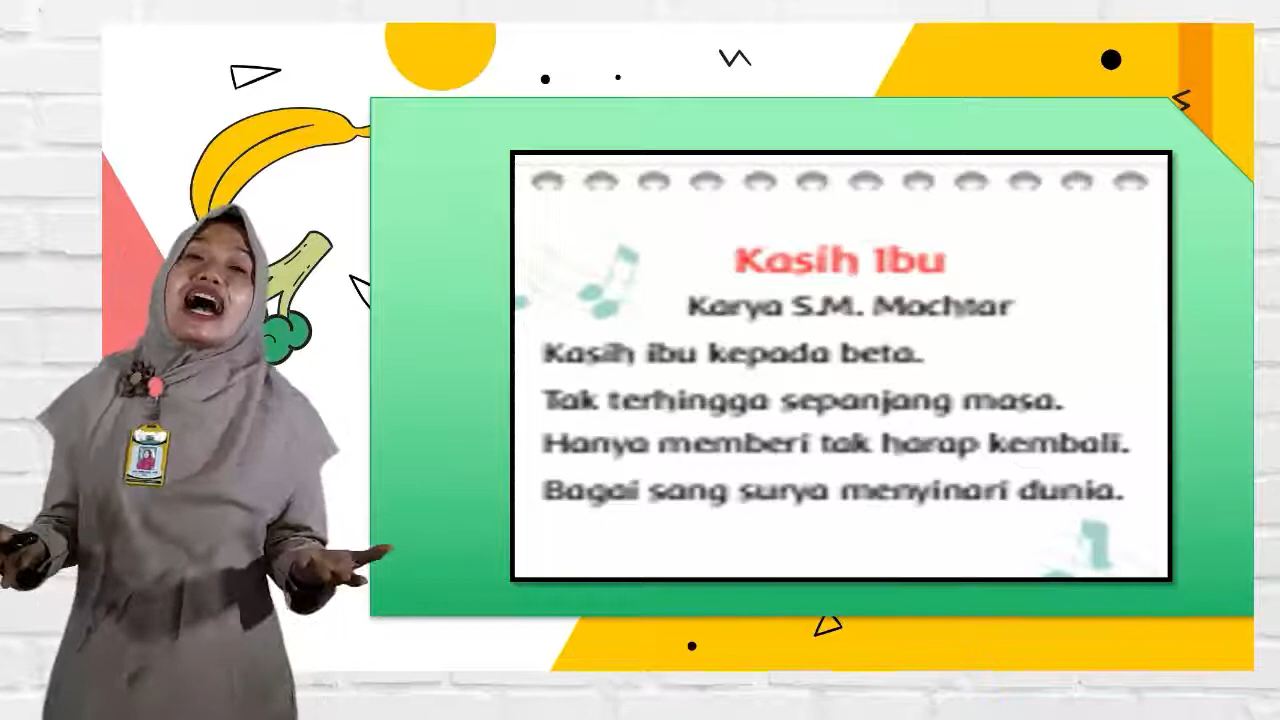 Kasih Ibu
Karya S.M. Mochtar
Kasih ibu kepada beta.
Tak terhingga sepanjang masa.
Hanya memberi tak harap kembali.
Bagai sang surya menyinari dunia.